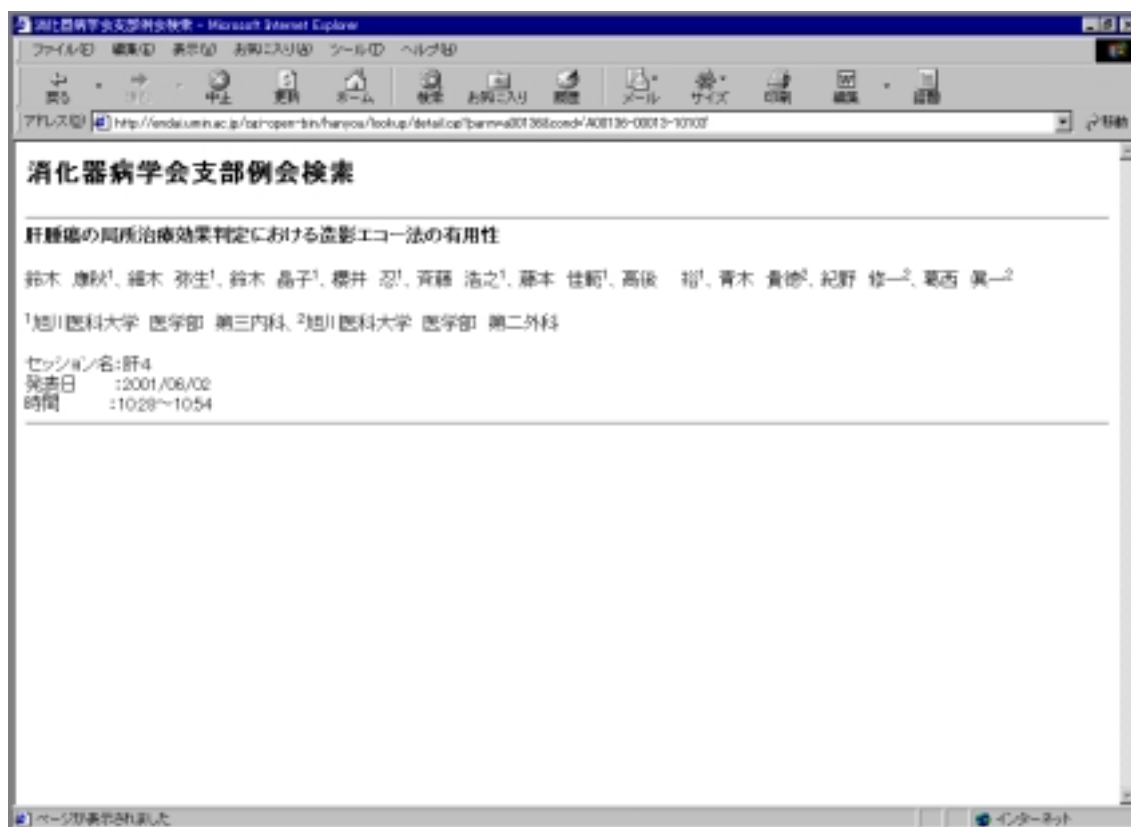 消化器病学会支部例会検索 - Microsoft Internet Explorer
ファイル(F) 編集(E) 表示(V) お気に入り(A) ツール(T) ヘルプ(H)
戻る 中止 更新 ホーム 検索 お気に入り 履歴 メール サイズ 印刷 編集
アドレス(D) 移動
消化器病学会支部例会検索
肝腫瘍の局所治療効果判定における造影エコー法の有用性
鈴木 康秋1、細木 弥生1、鈴木 晶子1、櫻井 忍1、斉藤 浩之1、藤本 佳範1、高後 裕1、青木 貴徳2、紀野 修一2、葛西 眞一2
1旭川医科大学 医学部 第三内科、2旭川医科大学 医学部 第二外科
セッション名:肝4
発表日 :2001/06/02
時間 :10:28～10:54
ページが表示されました インターネット